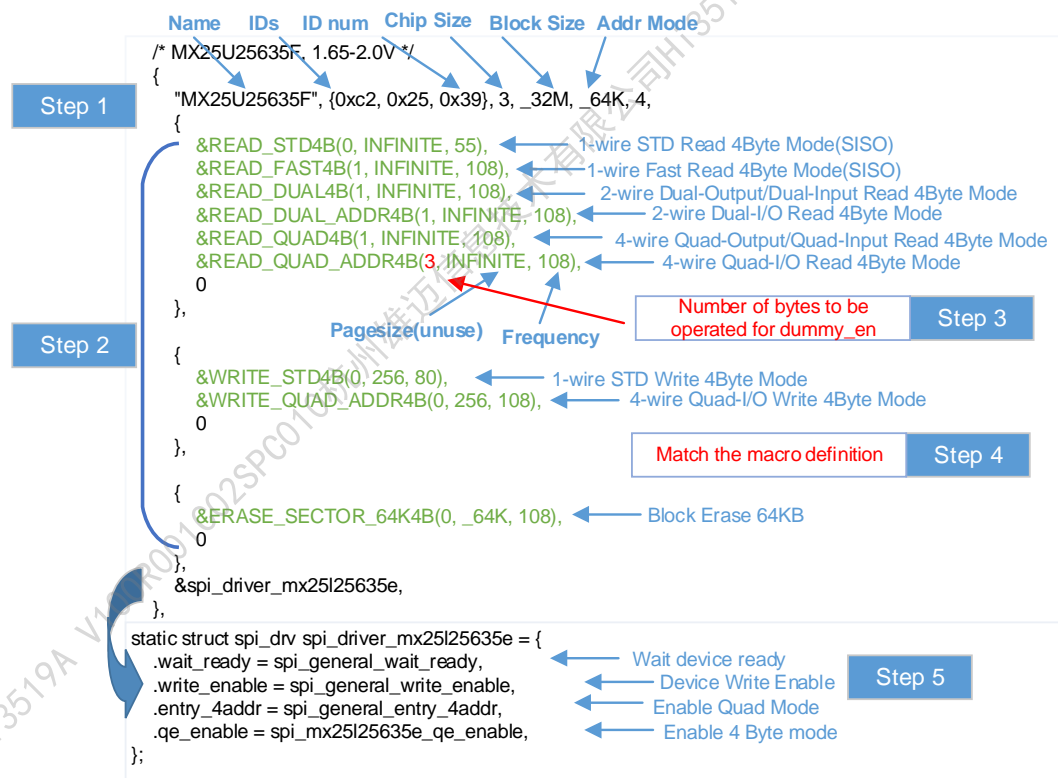 Name IDs ID num Chip Size Block Size Addr Mode
/* MX25U25635F, 1.65-2.0V */
{
Step 1
"MX25U25635F", {0xc2, 0x25, 0x39}, 3, _32M, _64K, 4,
{
&READ_STD4B(0, INFINITE, 55), 1-wire STD Read 4Byte Mode(SISO)
&READ_FAST4B(1, INFINITE, 108), 1-wire Fast Read 4Byte Mode(SISO)
&READ_DUAL4B(1, INFINITE, 108), 2-wire Dual-Output/Dual-Input Read 4Byte Mode
&READ_DUAL_ADDR4B(1, INFINITE, 108), 2-wire Dual-I/O Read 4Byte Mode
&READ_QUAD4B(1, INFINITE, 108), 4-wire Quad-Output/Quad-Input Read 4Byte Mode
&READ_QUAD_ADDR4B(3, INFINITE, 108), 4-wire Quad-I/O Read 4Byte Mode
0
},
Number of bytes to be
operated for dummy_en
Step 3
Pagesize(unuse) Frequency
Step 2
{
&WRITE_STD4B(0, 256, 80), 1-wire STD Write 4Byte Mode
&WRITE_QUAD_ADDR4B(0, 256, 108), 4-wire Quad-I/O Write 4Byte Mode
0
},
Match the macro definition Step 4
{
&ERASE_SECTOR_64K4B(0, _64K, 108), Block Erase 64KB
0
},
&spi_driver_mx25l25635e,
},
static struct spi_drv spi_driver_mx25l25635e = {
.wait_ready = spi_general_wait_ready, Wait device ready
.write_enable = spi_general_write_enable, Device Write Enable
Step 5
.entry_4addr = spi_general_entry_4addr, Enable Quad Mode
.qe_enable = spi_mx25l25635e_qe_enable, Enable 4 Byte mode
};